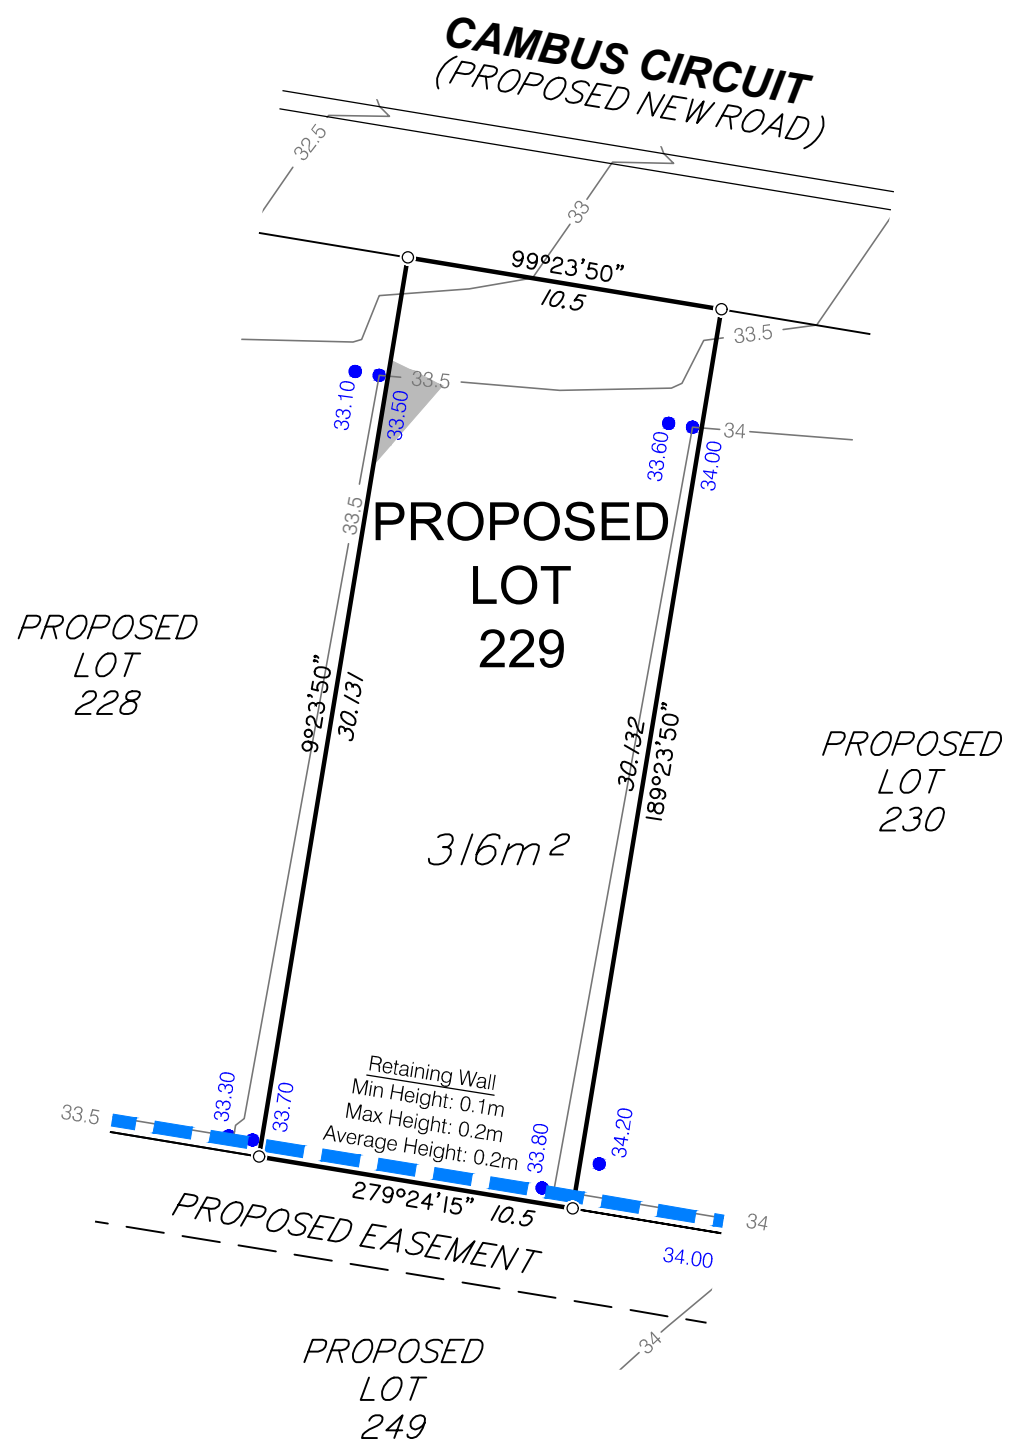 CAMBUS CIRCUIT
(PROPOSED NEW ROAD)
32.5
33
99°23'50"
10.5
33.5
33.5
33.10
33.50
34
33.60
34.00
33.5
PROPOSED
LOT
229
PROPOSED
LOT
228
9°23'50"
30.131
30.132
189°23'50"
PROPOSED
LOT
230
316m²
Retaining Wall
Min Height: 0.1m
Max Height: 0.2m
Average Height: 0.2m
33.30
33.70
33.5
33.80
34.20
279°24'15" 10.5
34
PROPOSED EASEMENT
34.00
34
PROPOSED
LOT
249